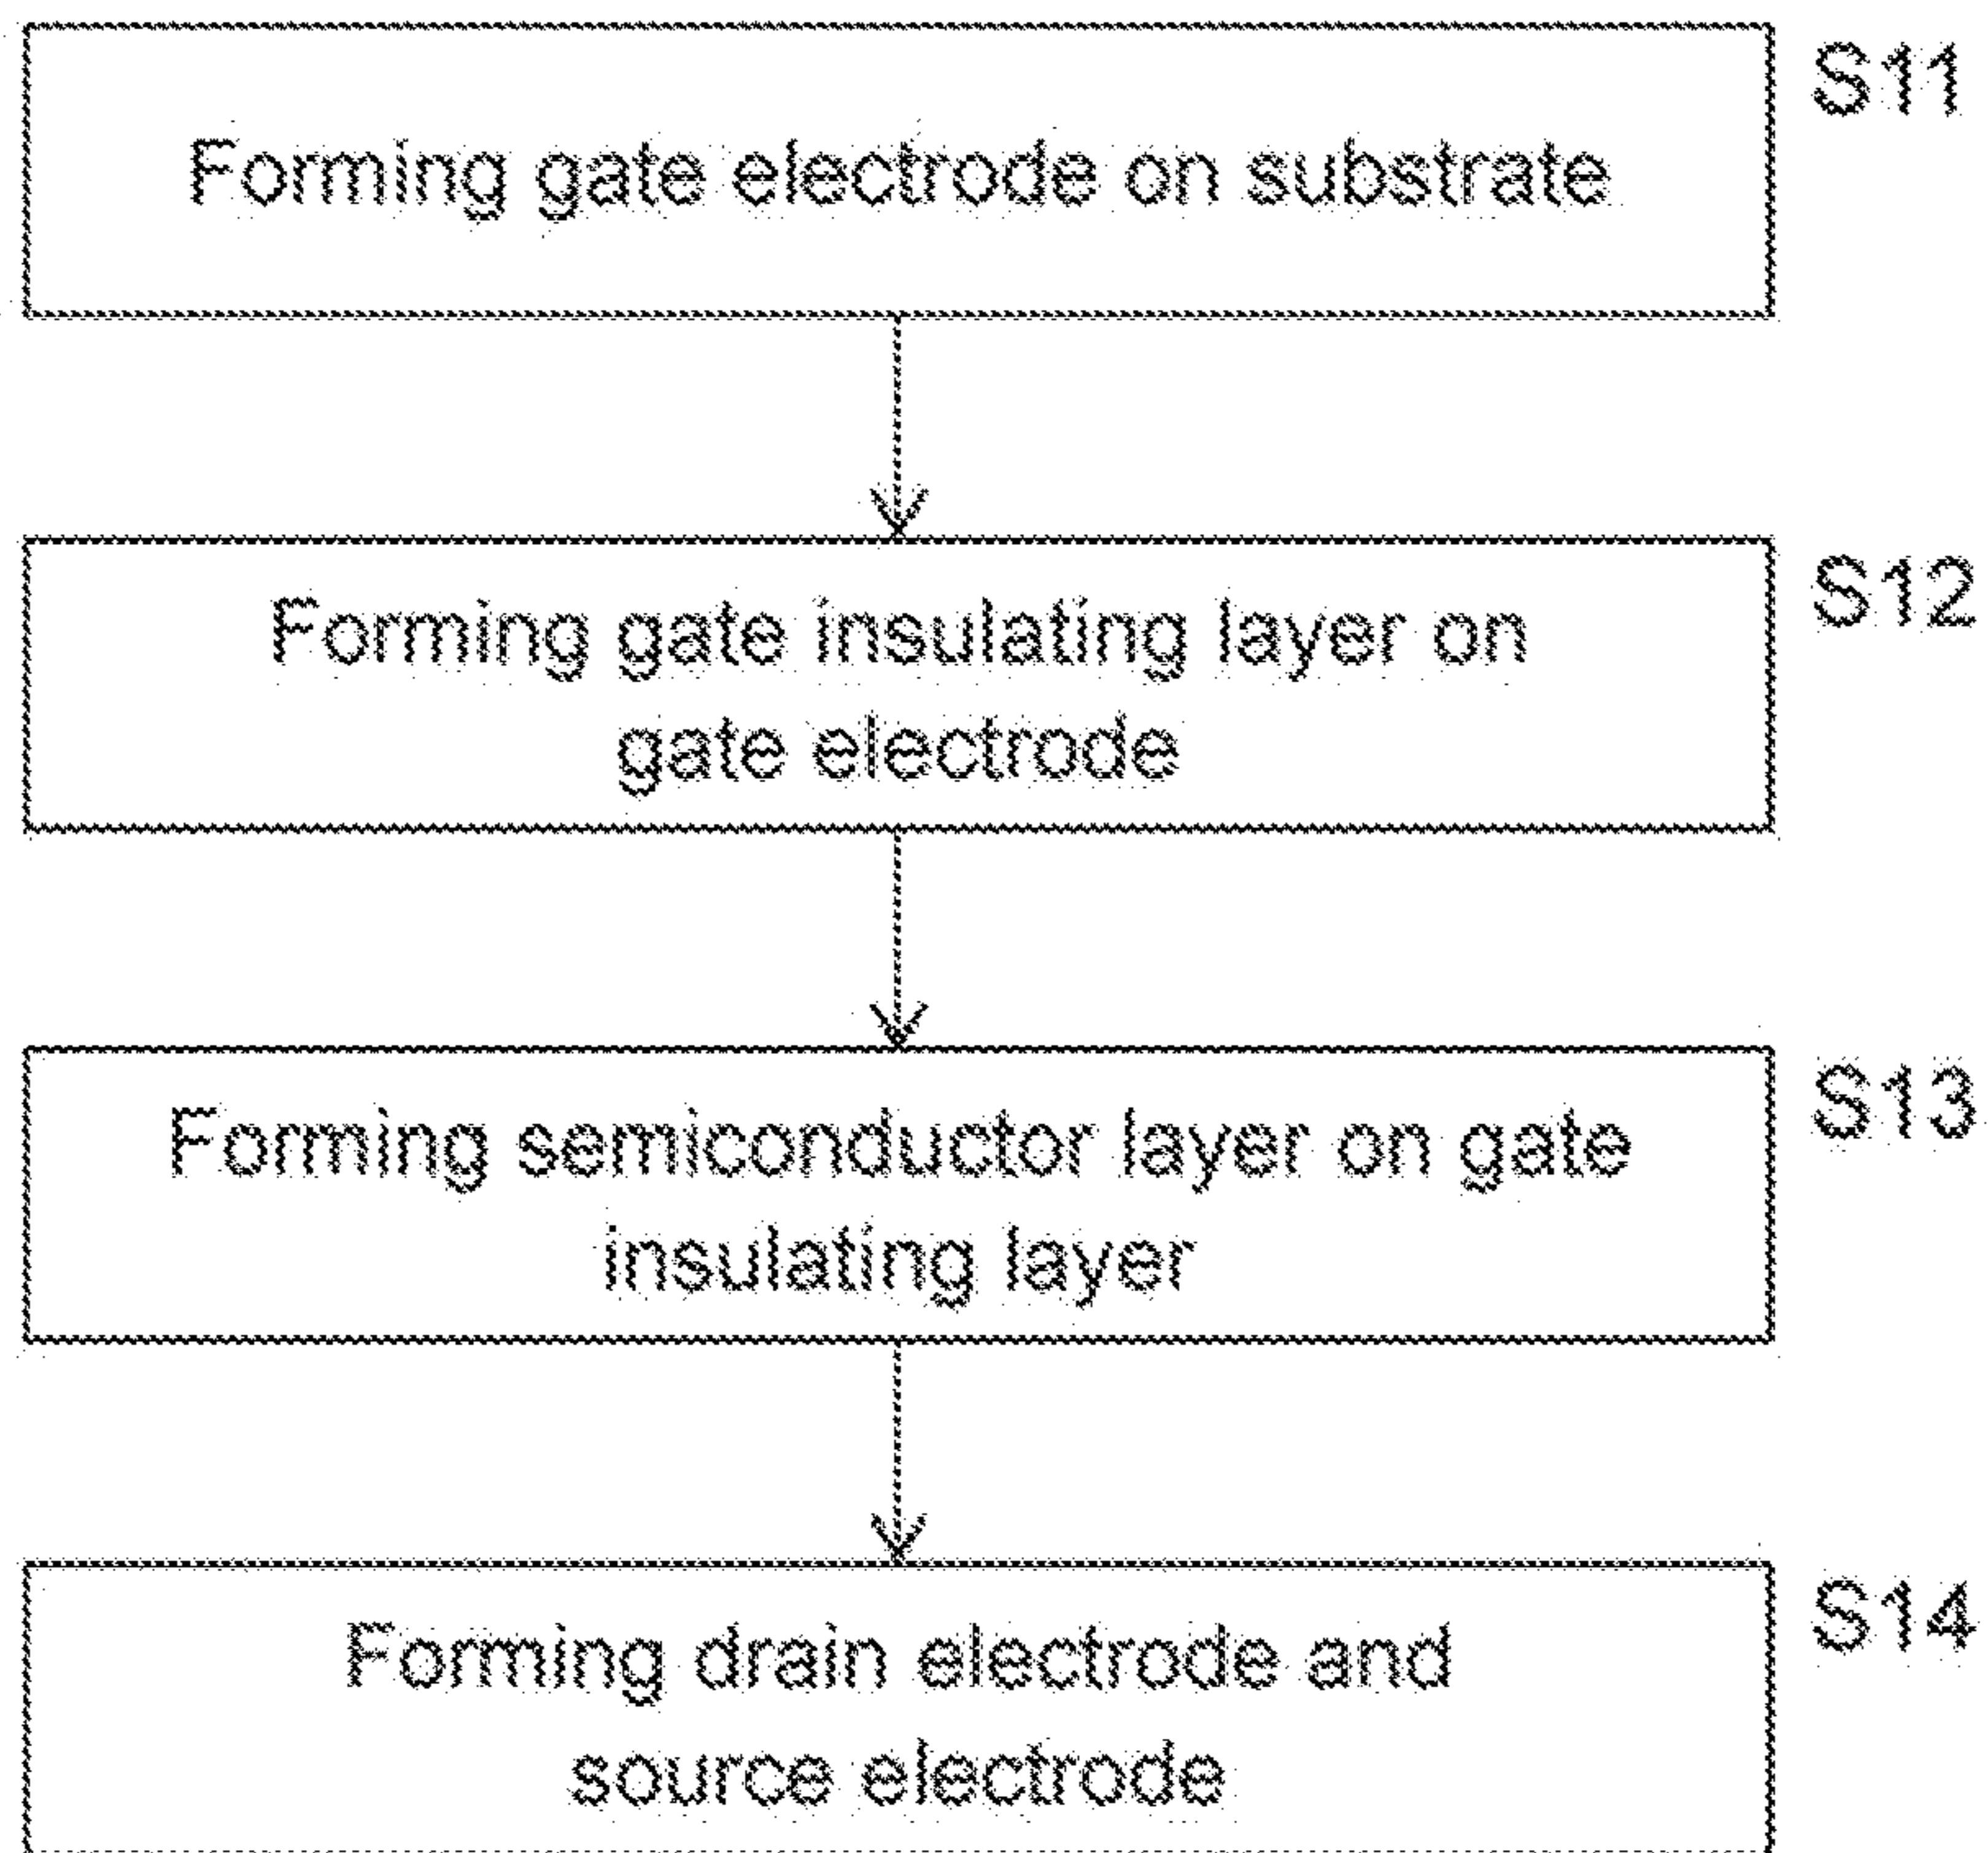 S11
Forming gate electrode on substrate
S12
Forming gate insulating layer on
gate electrode
S13
Forming semiconductor layer on gate
insulating layer
S14
Forming drain electrode and
source electrode